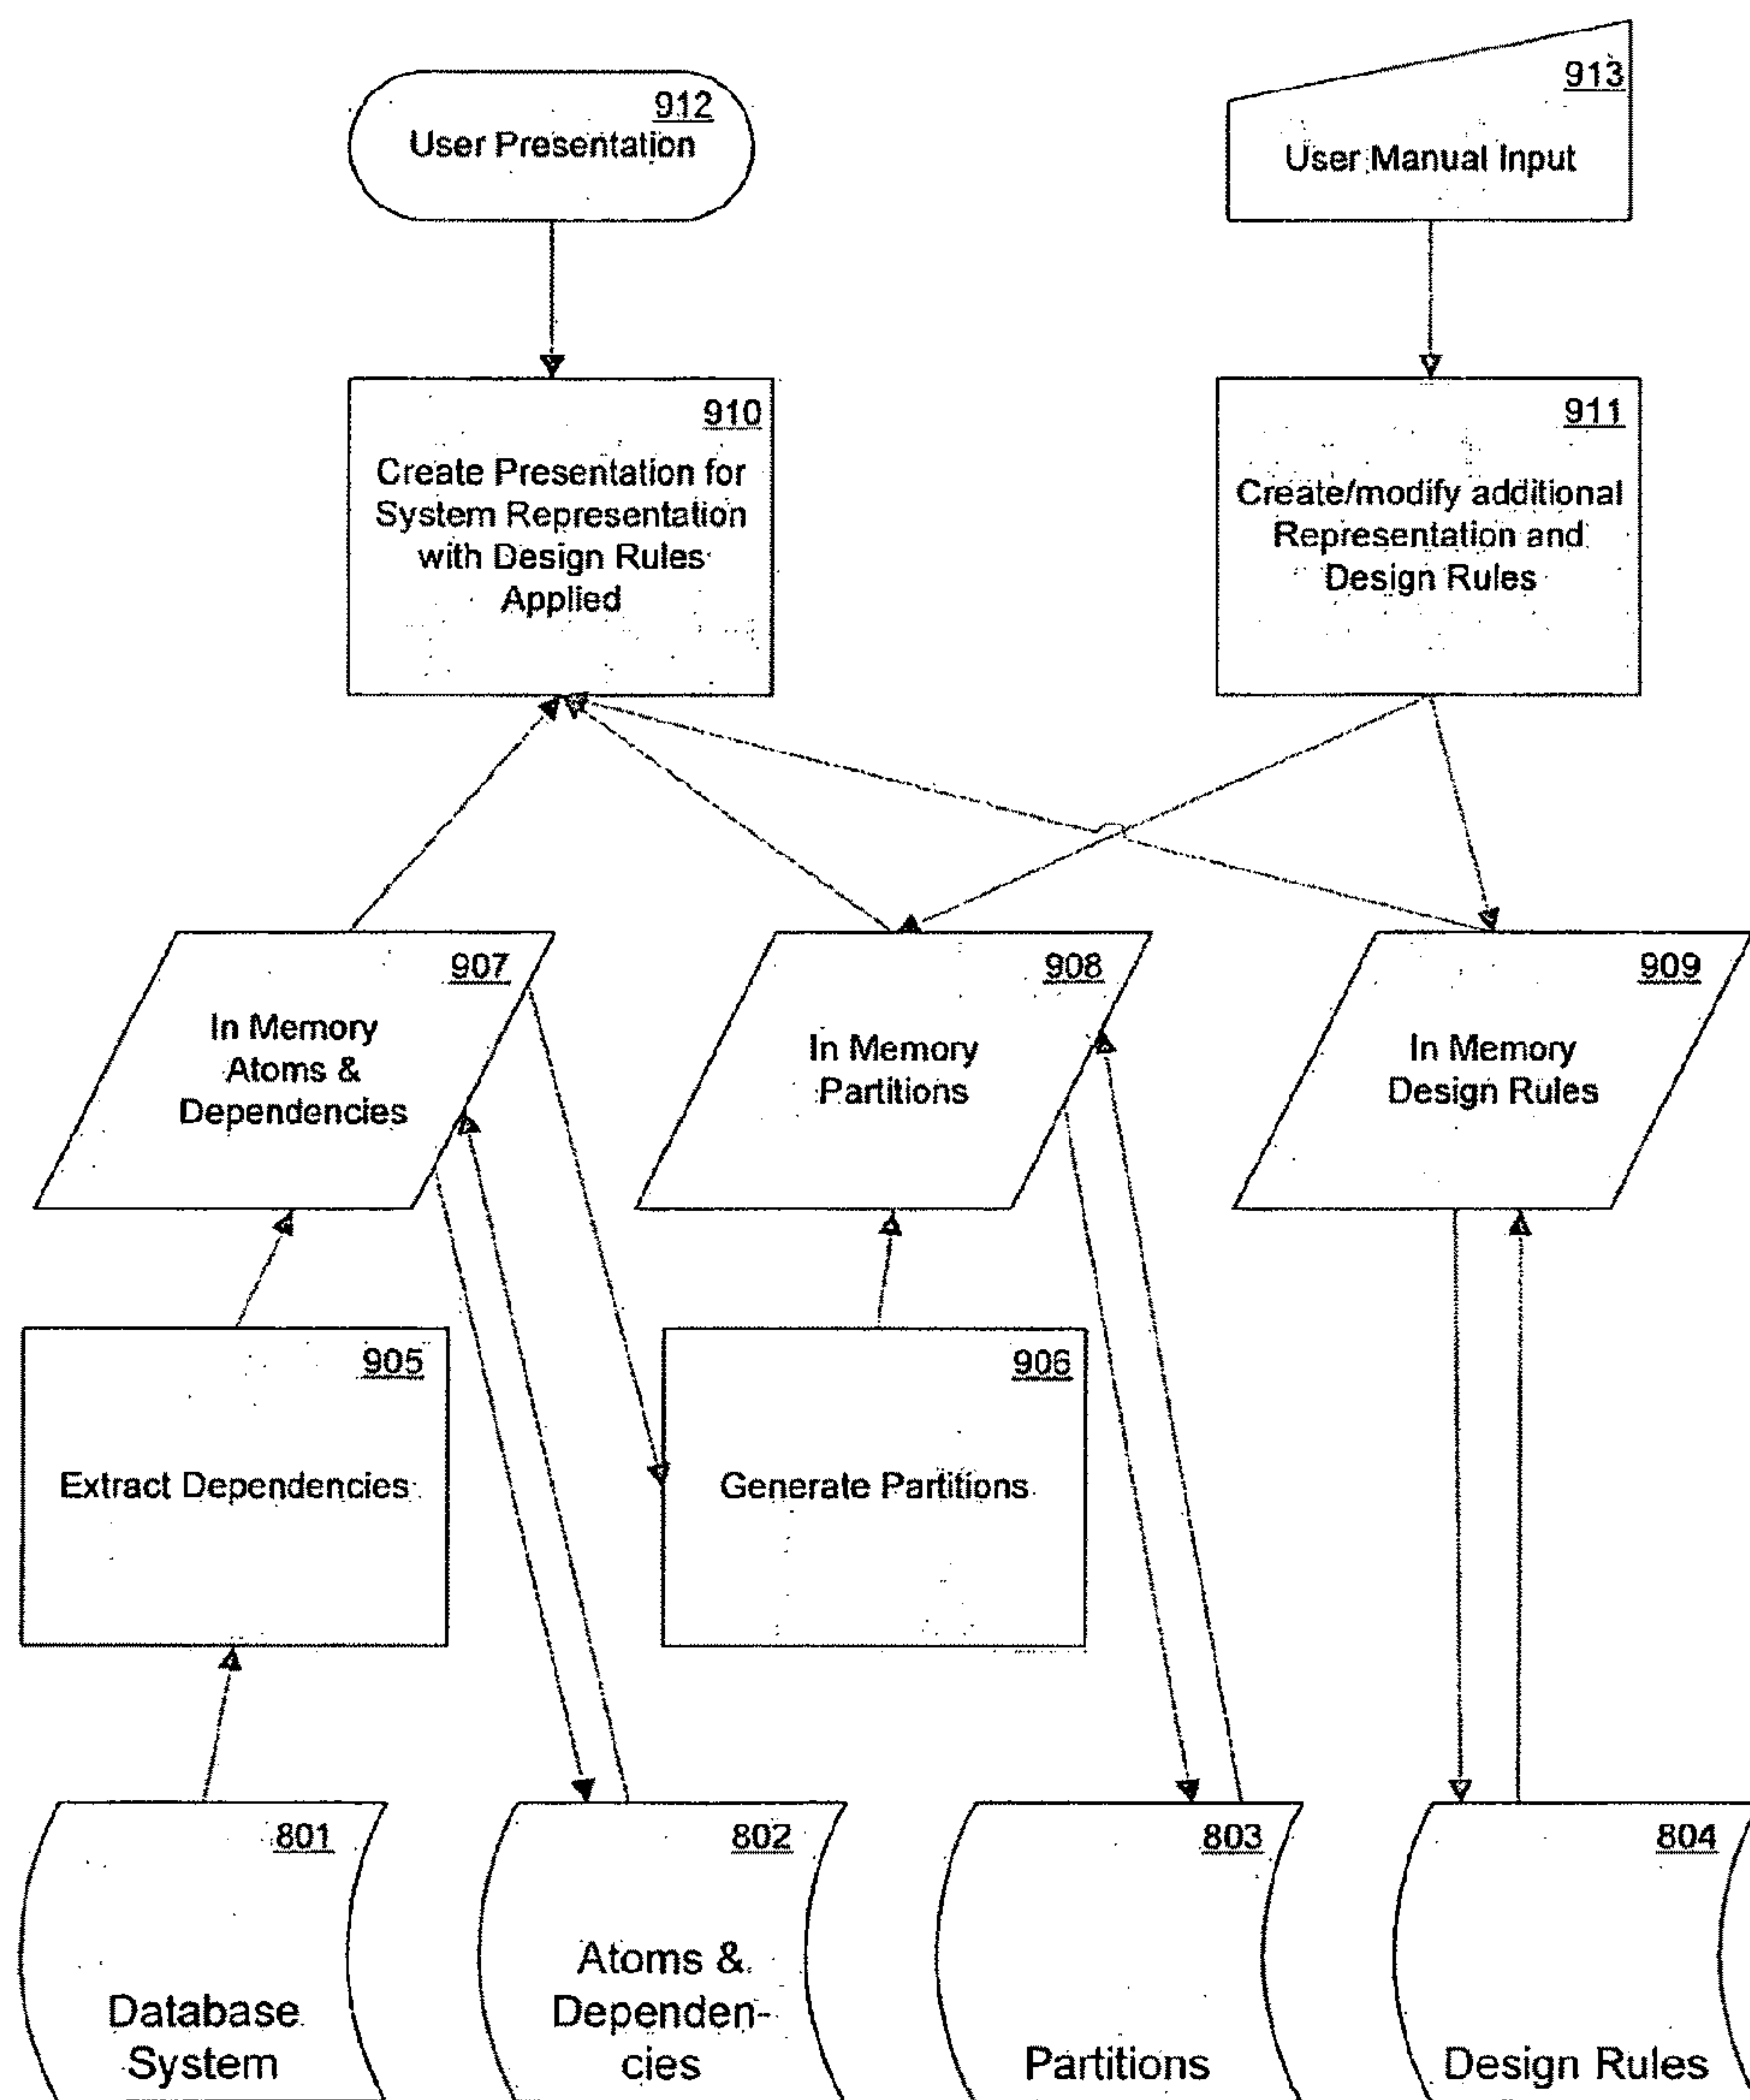 912
User Presentation
913
User Manual Input
910
Create Presentation for
System Representation
with Design Rules
Applied
911
Create/modify additional
Representation and
Design Rules
907
In Memory
Atoms &
Dependencies
908
In Memory
Partitions
909
In Memory
Design Rules
905
Extract Dependencies
906
Generate Partitions
801
Database
System
802
Atoms &
Dependen-
cies
803
Partitions
804
Design Rules